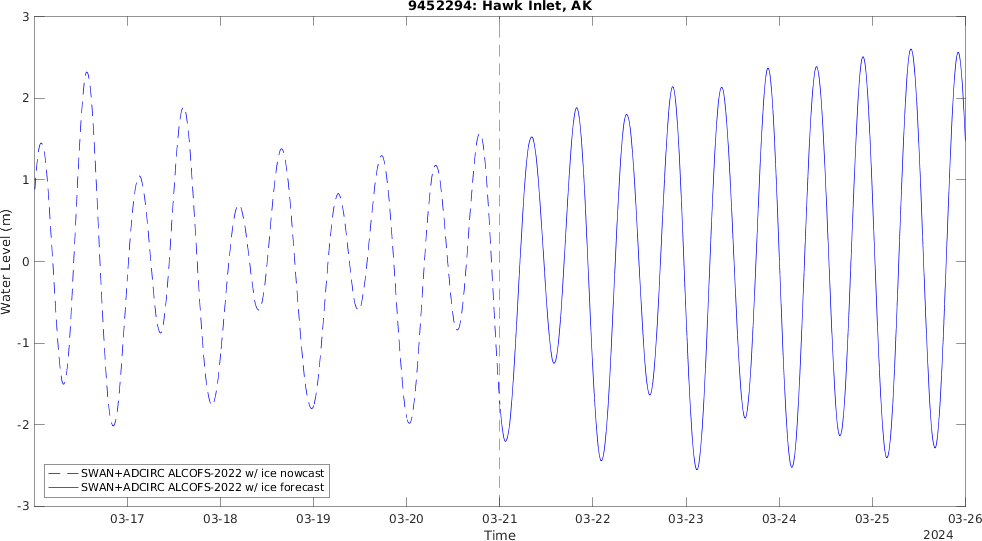 9452294: Hawk Inlet, AK
3
2
1
0
-1
-2
-3
Water Level (m)
SWAN+ADCIRC ALCOFS-2022 w/ ice nowcast
SWAN+ADCIRC ALCOFS-2022 w/ ice forecast
03-17 03-18 03-19 03-20 03-21 03-22 03-23 03-24 03-25 03-26
Time
2024